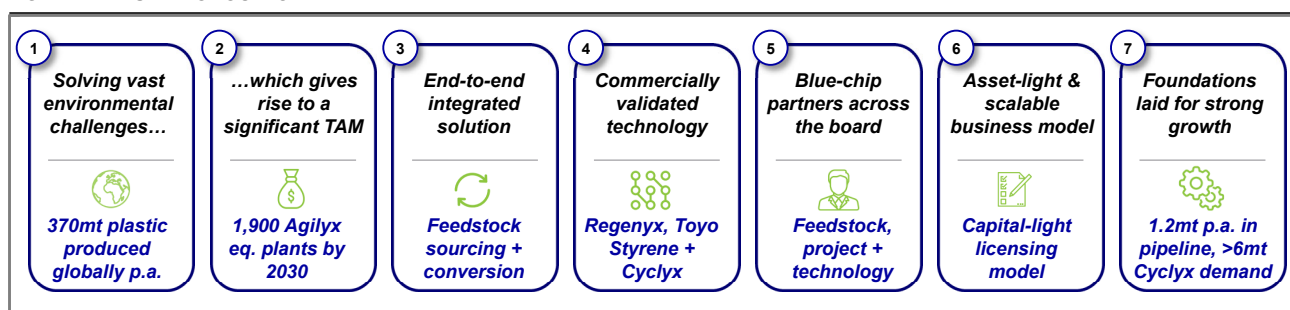 1
Solving vast
environmental
challenges…
370mt plastic
produced
globally p.a.
2
…which gives
rise to a
significant TAM
$
1,900 Agilyx
eq. plants by
2030
3
End-to-end
integrated
solution
Feedstock
sourcing +
conversion
4
Commercially
validated
technology
Regenyx, Toyo
Styrene +
Cyclyx
5
Blue-chip
partners across
the board
Feedstock,
project +
technology
6
Asset-light &
scalable
business model
Capital-light
licensing
model
7
Foundations
laid for strong
growth
1.2mt p.a. in
pipeline, >6mt
Cyclyx demand